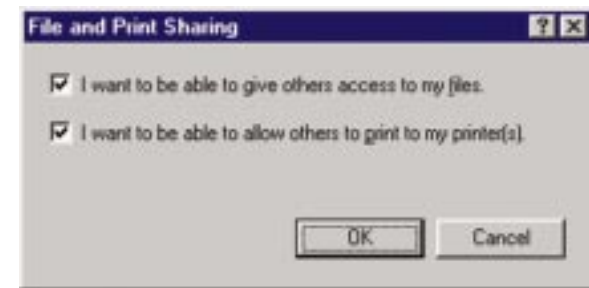 File and Print Sharing
I want to be able to give others access to my files.
I want to be able to allow others to print to my printer(s).
OK Cancel